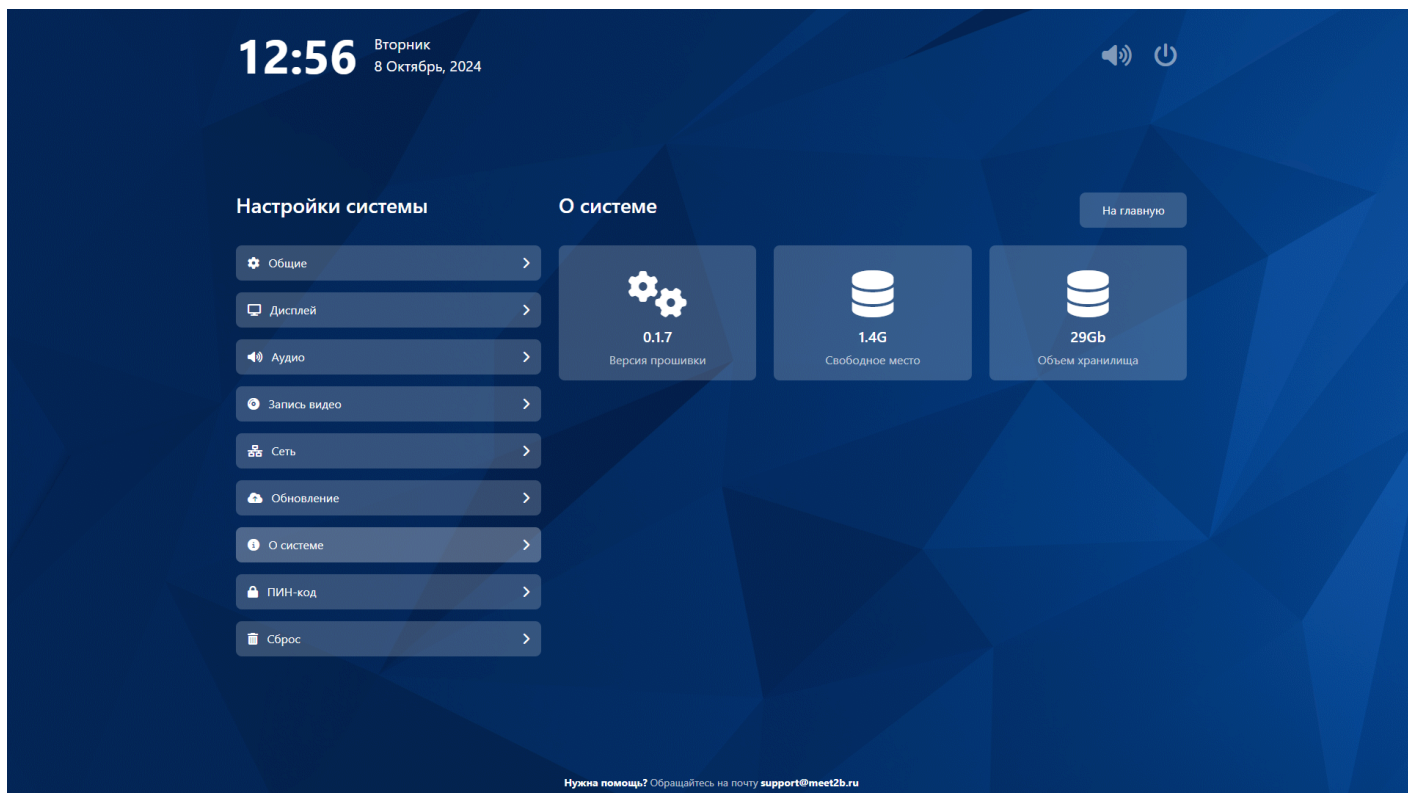 12:56
Вторник
8 Октябрь, 2024
Настройки системы
Общие
Дисплей
Аудио
Запись видео
Сеть
Обновление
О системе
ПИН-код
Сброс
О системе
На главную
0.1.7
Версия прошивки
1.4G
Свободное место
29Gb
Объем хранилища
Нужна помощь? Обращайтесь на почту support@meet2b.ru